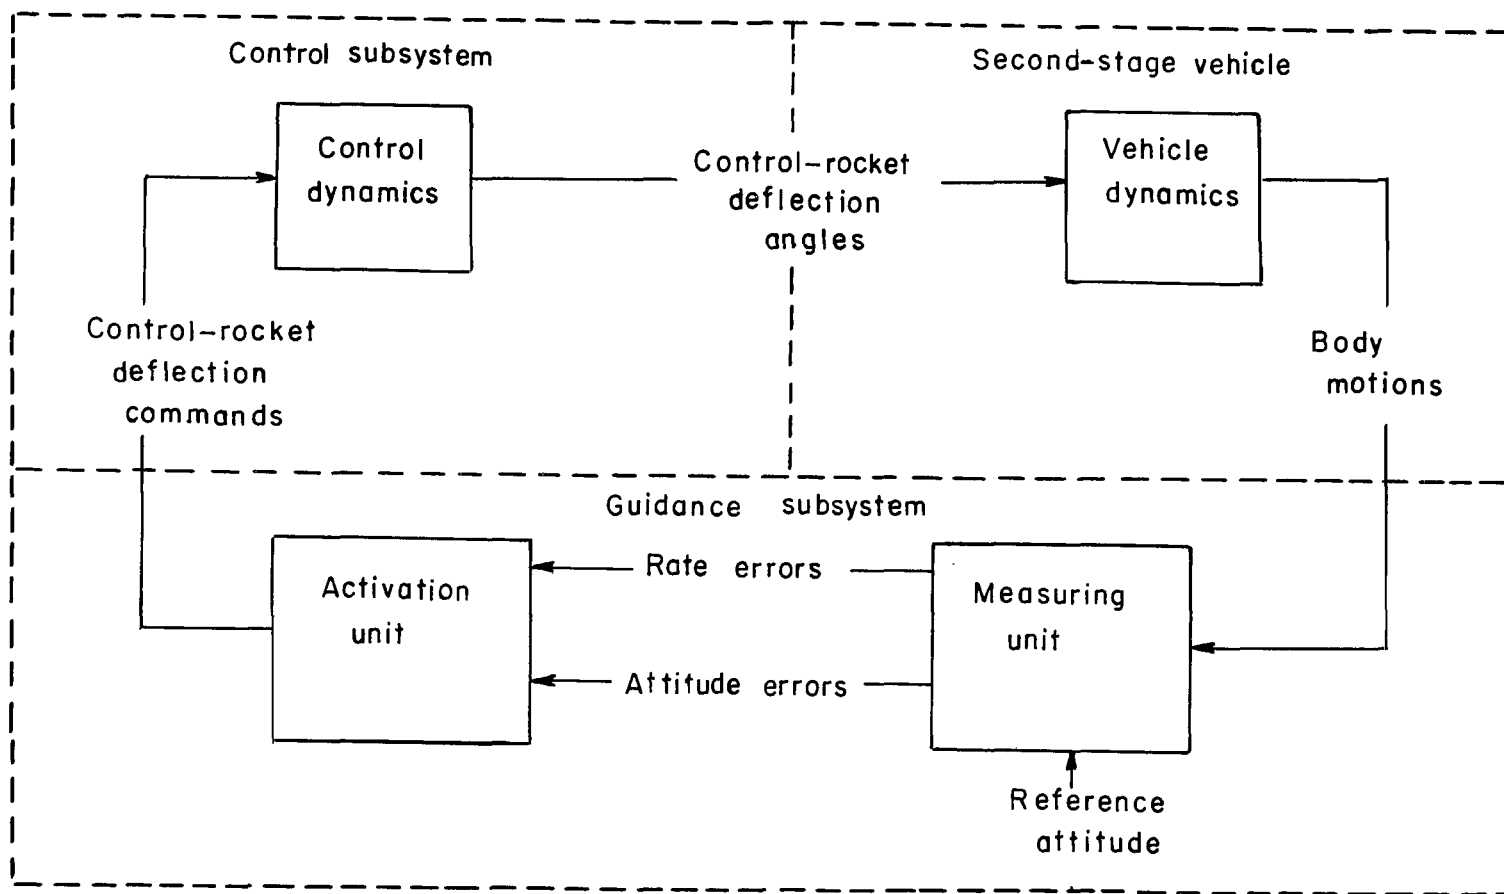 Control subsystem
Second-stage vehicle
Control
dynamics
Control-rocket
deflection
angles
Vehicle
dynamics
Control-rocket
deflection
commands
Body
motions
Guidance subsystem
Activation
unit
Rate errors
Attitude errors
Measuring
unit
Reference
attitude